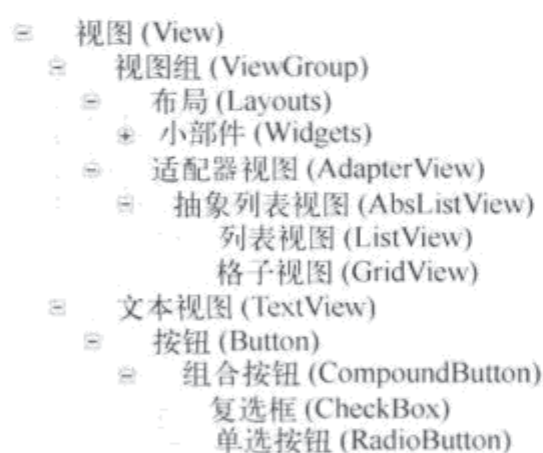 视图 (View)
视图组 (ViewGroup)
布局 (Layouts)
小部件 (Widgets)
适配器视图 (AdapterView)
抽象列表视图 (AbsListView)
列表视图 (ListView)
格子视图 (GridView)
文本视图 (TextView)
按钮 (Button)
组合按钮 (CompoundButton)
复选框 (CheckBox)
单选按钮 (RadioButton)